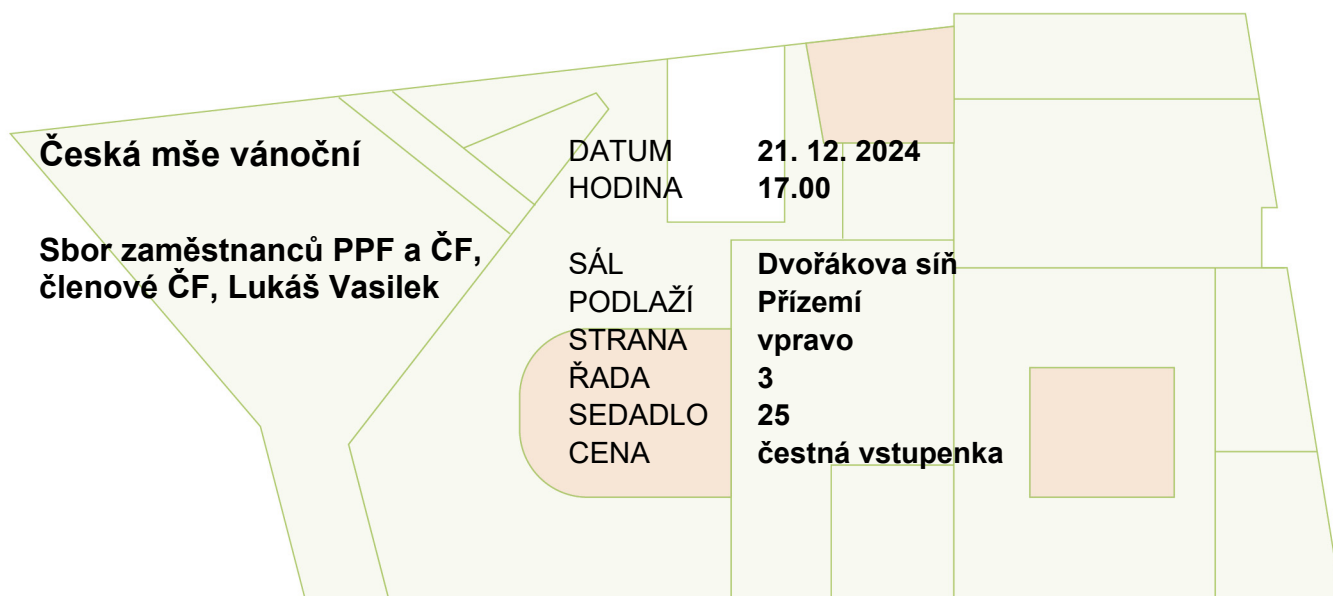 Česká mše vánoční
Sbor zaměstnanců PPF a ČF,
členové ČF, Lukáš Vasilek
DATUM 21. 12. 2024
HODINA 17.00
SÁL Dvořákova síň
PODLAŽÍ Přízemí
STRANA vpravo
ŘADA 3
SEDADLO 25
CENA čestná vstupenka